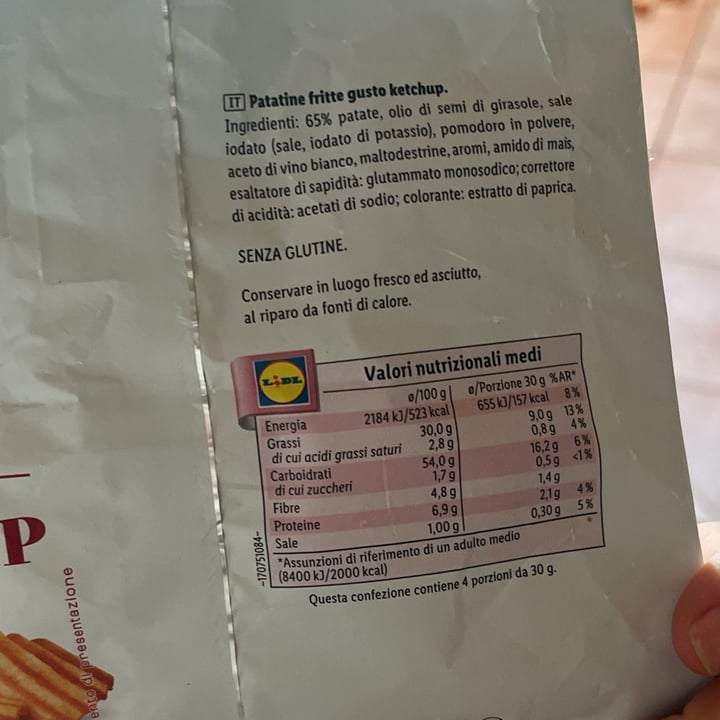 IT Patatine fritte gusto ketchup.
Ingredienti: 65% patate, olio di semi di girasole, sale
iodato (sale, iodato di potassio), pomodoro in polvere,
aceto di vino bianco, maltodestrine, aromi, amido di mais,
esaltatore di sapidità: glutammato monosodico; correttore
di acidità: acetati di sodio; colorante: estratto di paprica.
SENZA GLUTINE.
Conservare in luogo fresco ed asciutto,
al riparo da fonti di calore.
LIDL
Valori nutrizionali medi
ø/100 g ø/Porzione 30 g %AR*
Energia 2184 kJ/523 kcal 655 kJ/157 kcal 8%
Grassi 30,0 g 9,0 g 13%
di cui acidi grassi saturi 2,8 g 0,8 g 4%
Carboidrati 54,0 g 16,2 g 6%
di cui zuccheri 1,7 g 0,5 g <1%
Fibre 4,8 g 1,4 g
Proteine 6,9 g 2,1 g 4%
Sale 1,00 g 0,30 g 5%
*Assunzioni di riferimento di un adulto medio
(8400 kJ/2000 kcal)
-170751084-
Questa confezione contiene 4 porzioni da 30 g.
P
ento di presentazione